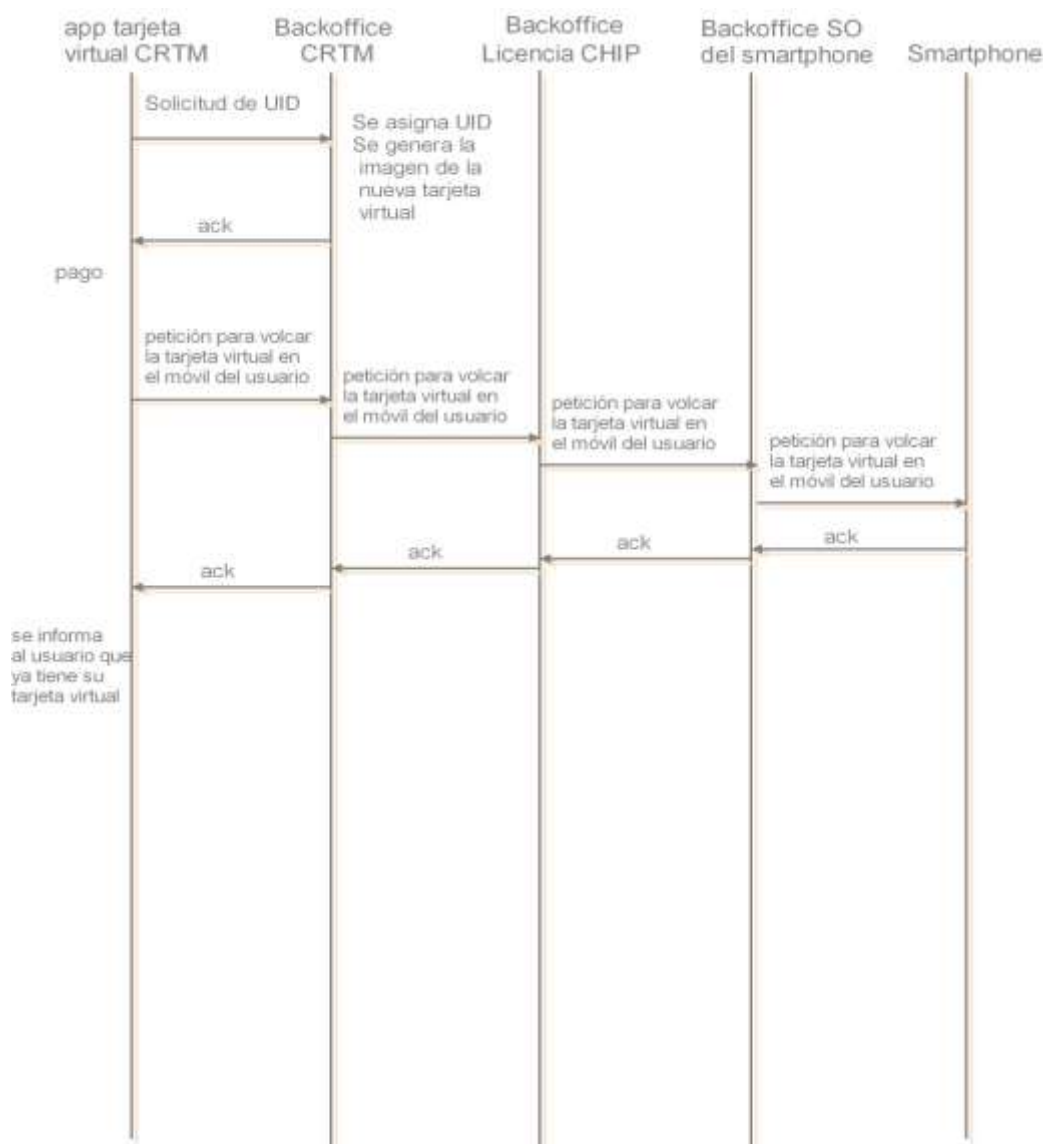 app tarjeta
virtual CRTM
Backoffice
CRTM
Backoffice
Licencia CHIP
Backoffice SO
del smartphone
Smartphone
Solicitud de UID
Se asigna UID
Se genera la
imagen de la
nueva tarjeta
virtual
ack
pago
petición para volcar
la tarjeta virtual en
el móvil del usuario
petición para volcar
la tarjeta virtual en
el móvil del usuario
petición para volcar
la tarjeta virtual en
el móvil del usuario
petición para volcar
la tarjeta virtual en
el móvil del usuario
ack
ack
ack
ack
se informa
al usuario que
ya tiene su
tarjeta virtual